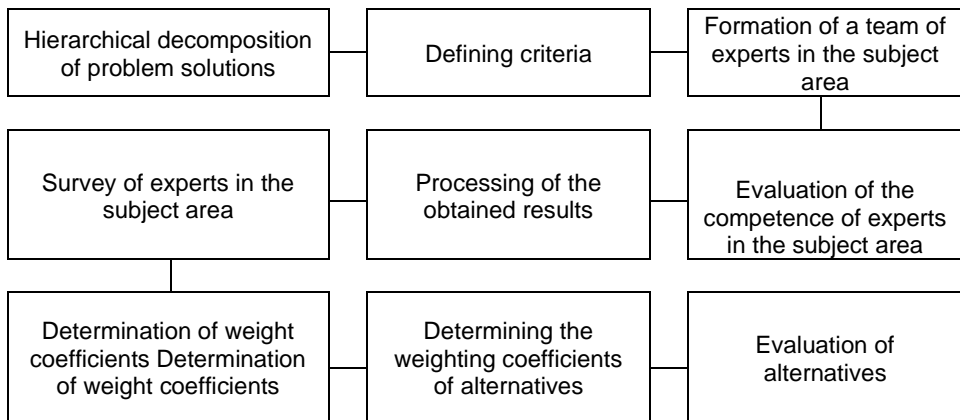 Hierarchical decomposition
of problem solutions
Defining criteria
Formation of a team of
experts in the subject
area
Survey of experts in the
subject area
Processing of the
obtained results
Evaluation of the
competence of experts
in the subject area
Determination of weight
coefficients Determination
of weight coefficients
Determining the
weighting coefficients
of alternatives
Evaluation of
alternatives